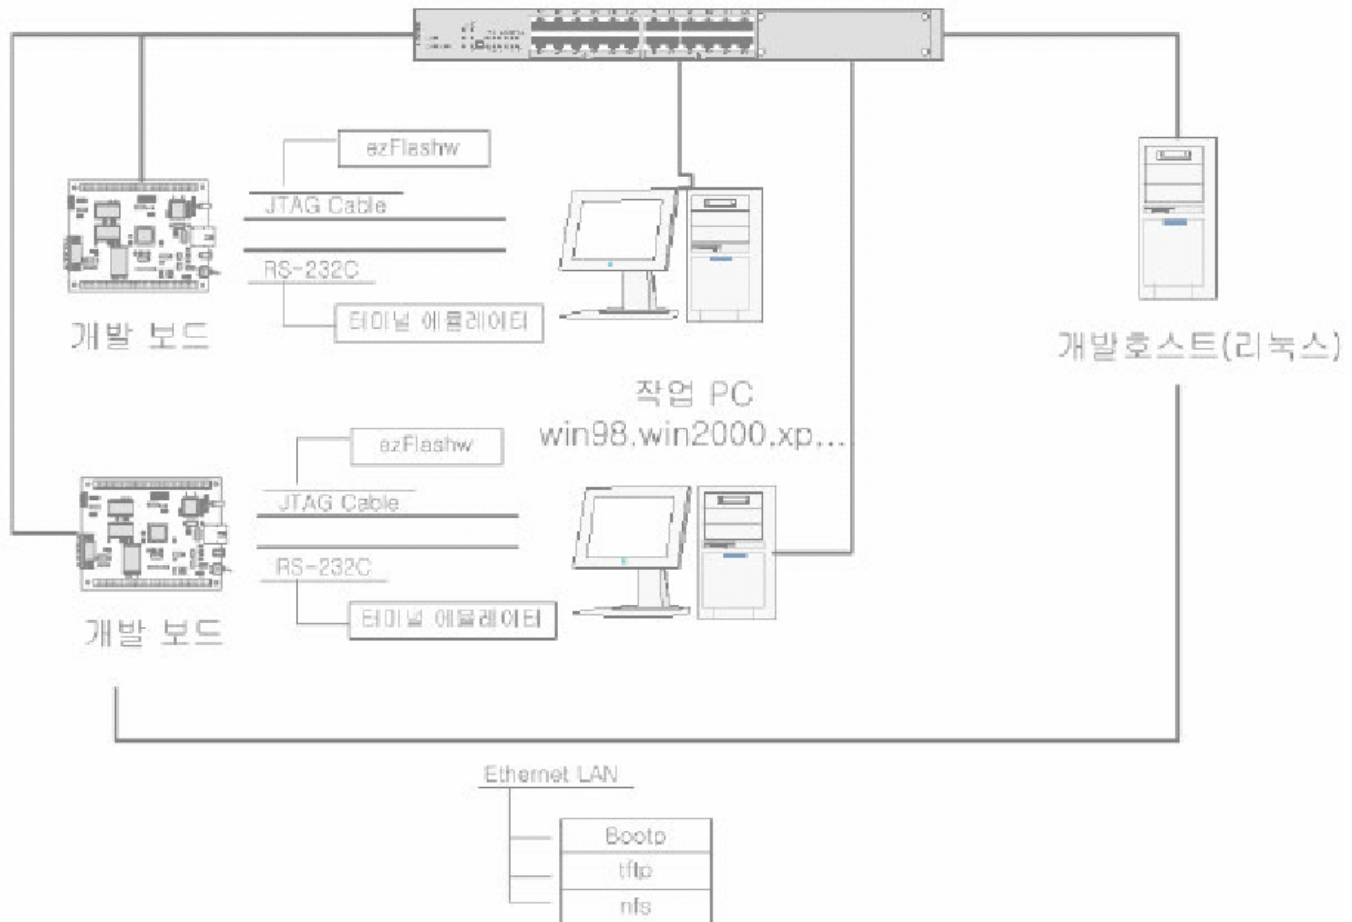 ezFlashw
JTAG Cable
RS-232C
터미널 에뮬레이터
개발 보드
개발호스트(리눅스)
작업 PC
win98,win2000,xp,...
ezFlashw
JTAG Cable
RS-232C
터미널 에뮬레이터
개발 보드
Ethernet LAN
Bootp
tftp
nfs